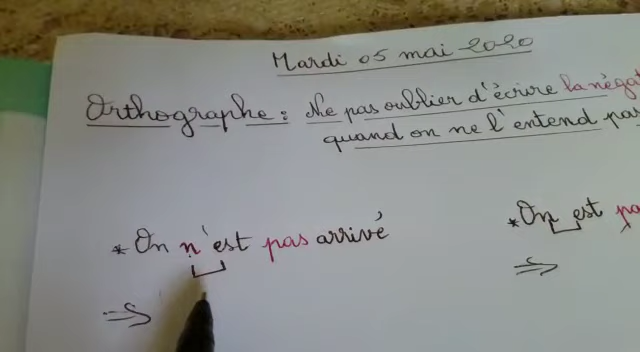 Mardi 05 mai 2020
Orthographe: Ne pas oublier d'écrire la négat
quand on ne l'entend pas
* On n'est pas arrivé
* On est pa
⇒
⇒